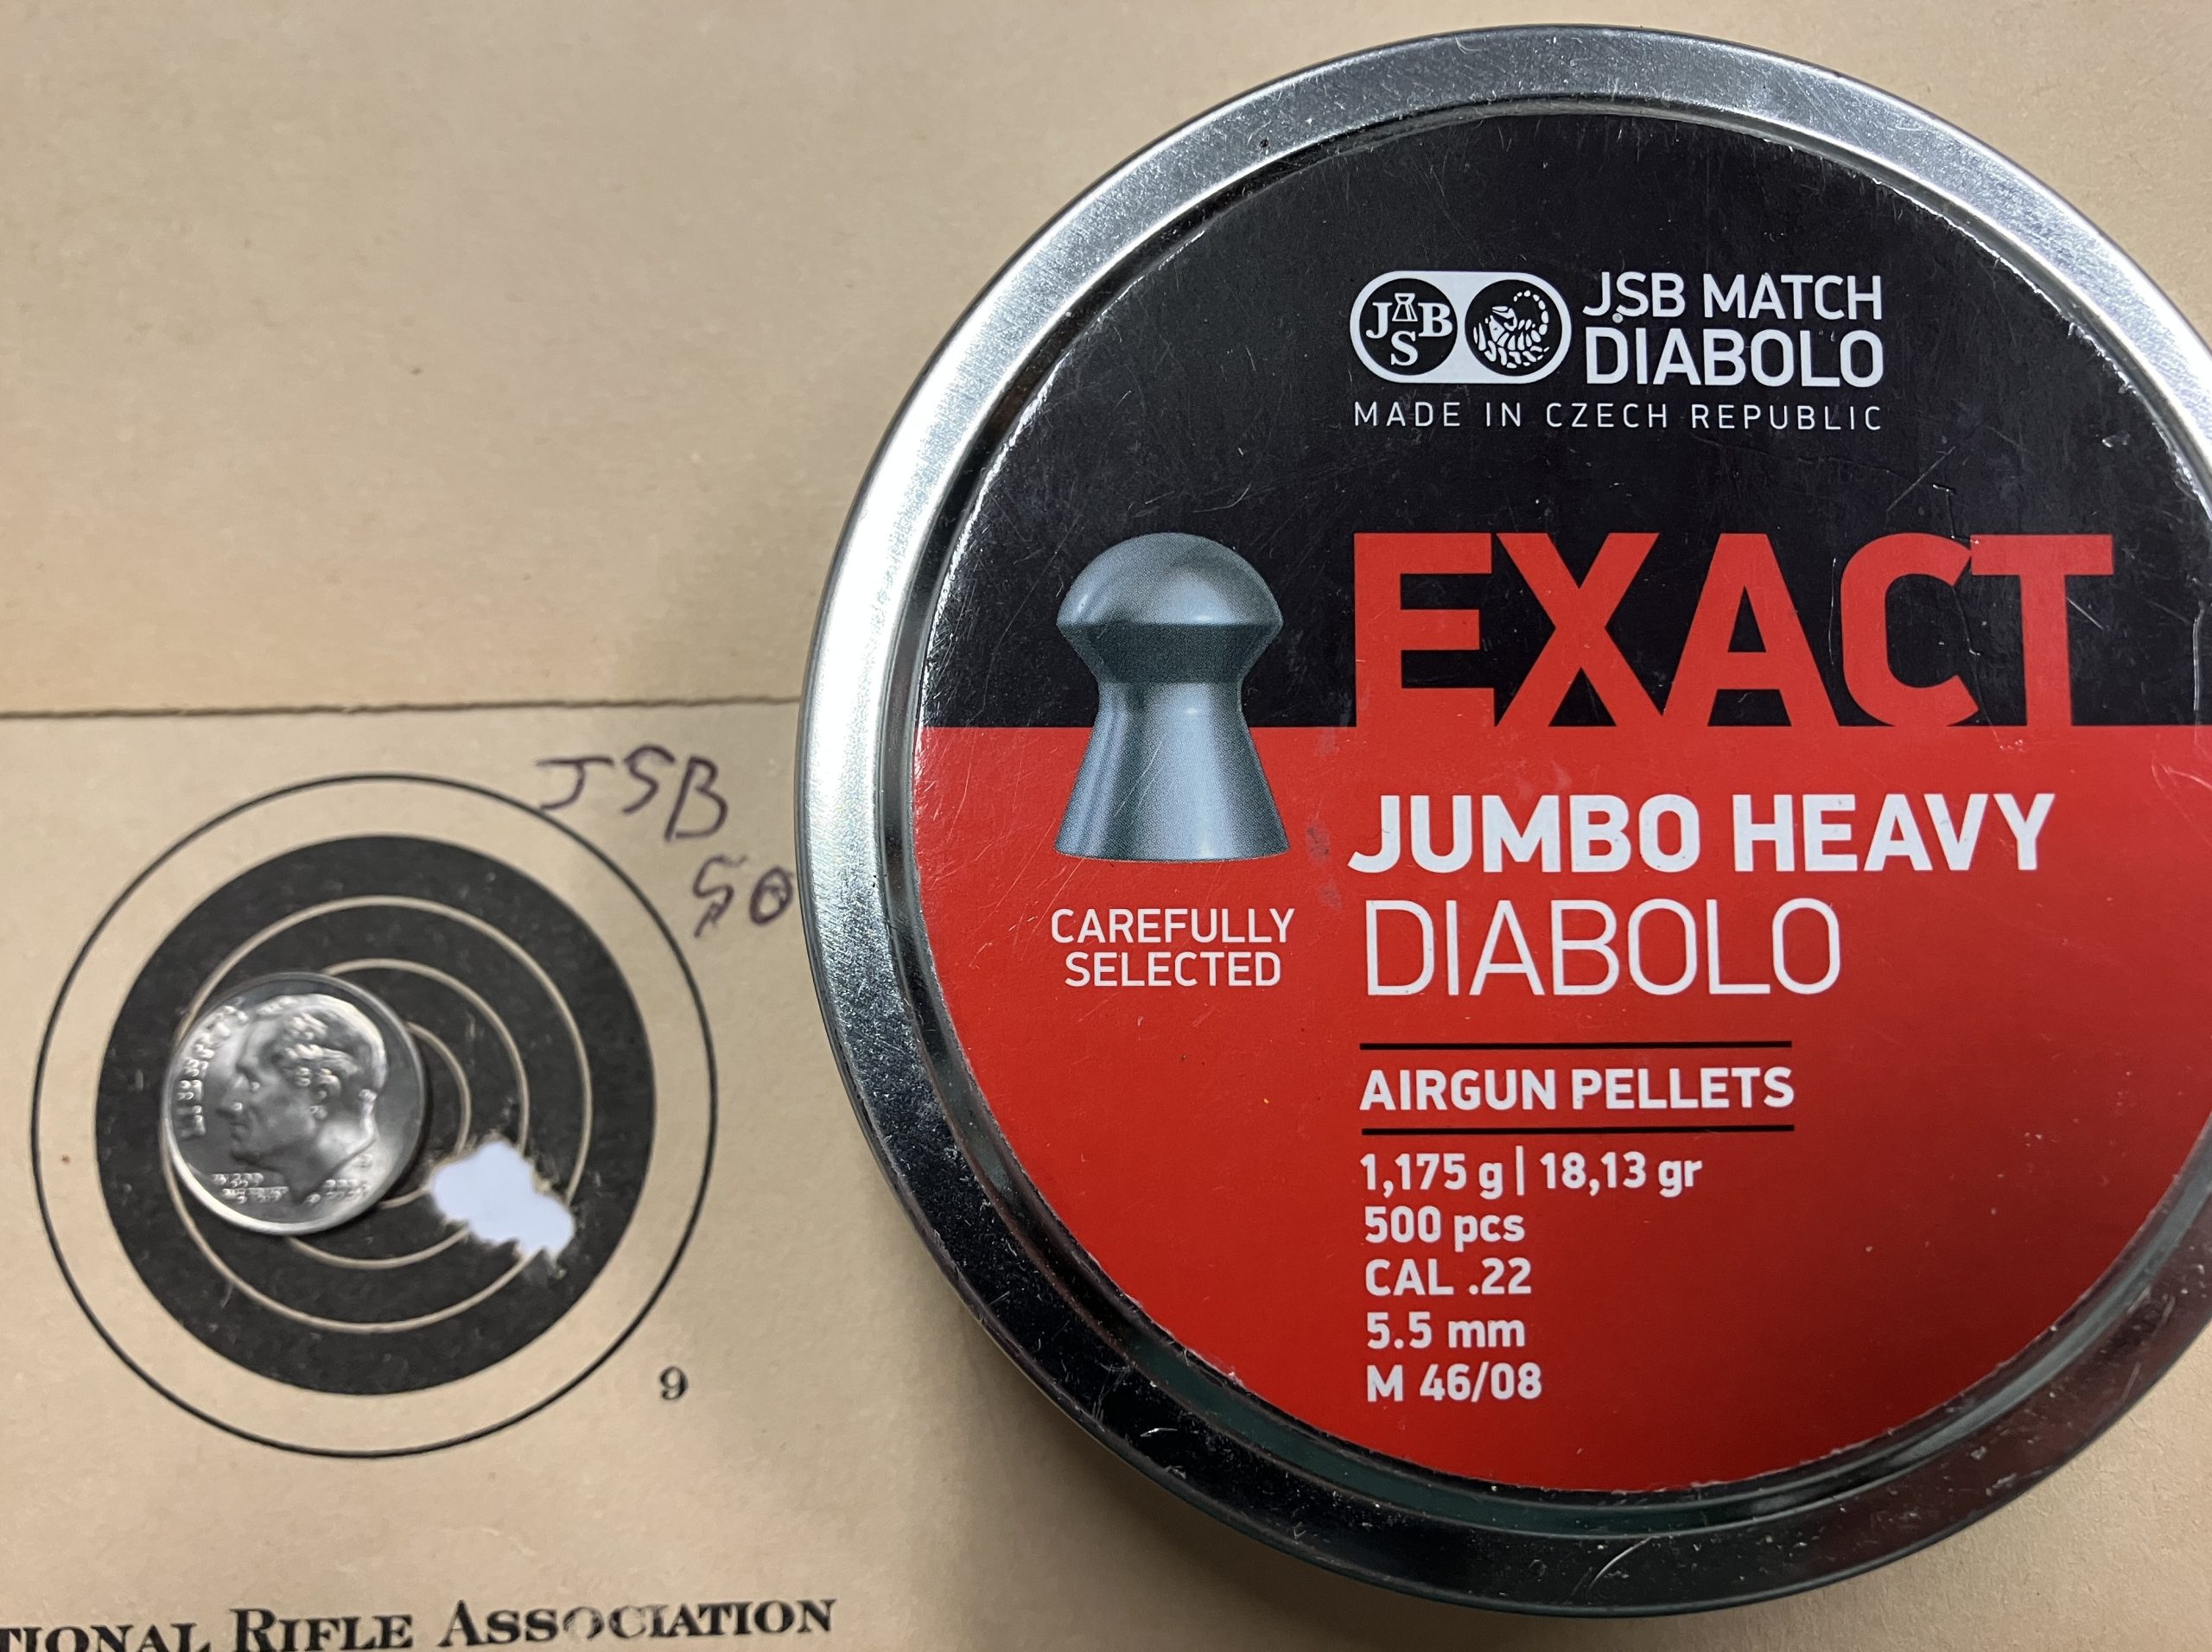 JSB
50
9
TIONAL RIFLE ASSOCIATION
LIBERTY
J S B
JSB MATCH
DIABOLO
MADE IN CZECH REPUBLIC
EXACT
JUMBO HEAVY
DIABOLO
CAREFULLY
SELECTED
AIRGUN PELLETS
1,175 g | 18,13 gr
500 pcs
CAL .22
5.5 mm
M 46/08